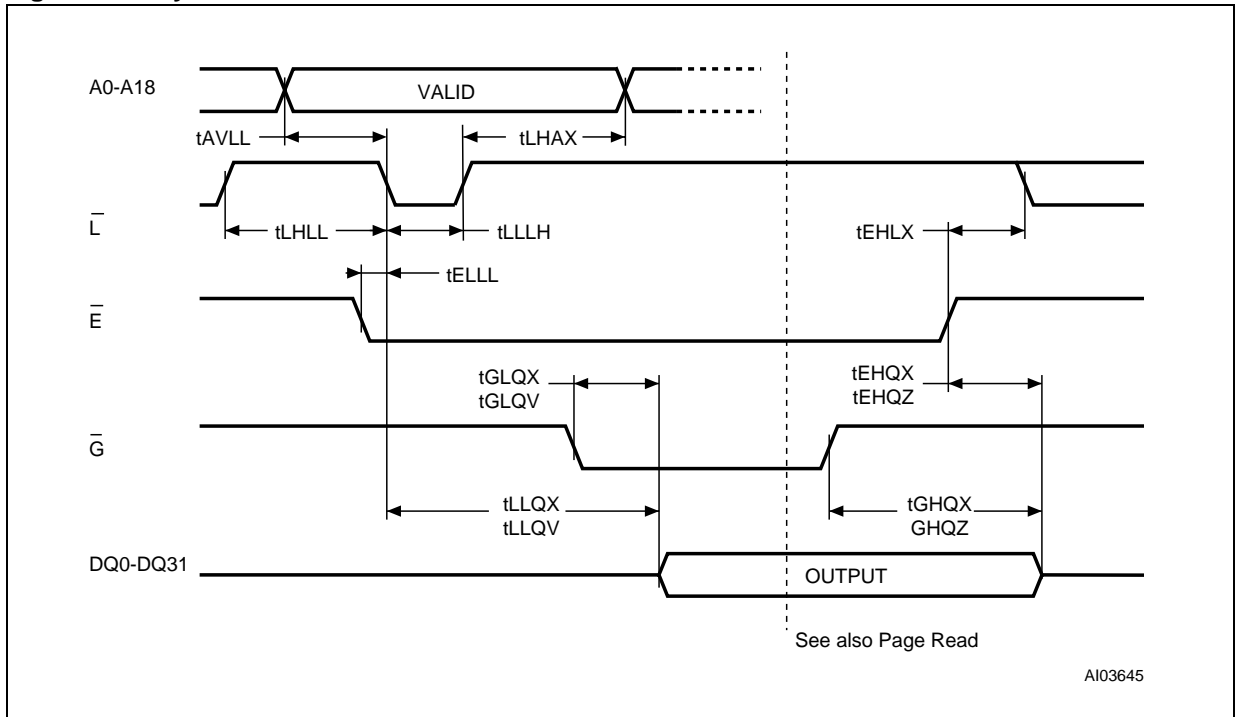 A0-A18
VALID
tAVLL
tLHAX
L
tLHLL
tLLLH
tEHLX
tELLL
E
tGLQX
tGLQV
tEHQX
tEHQZ
G
tLLQX
tLLQV
tGHQX
GHQZ
DQ0-DQ31
OUTPUT
See also Page Read
AI03645